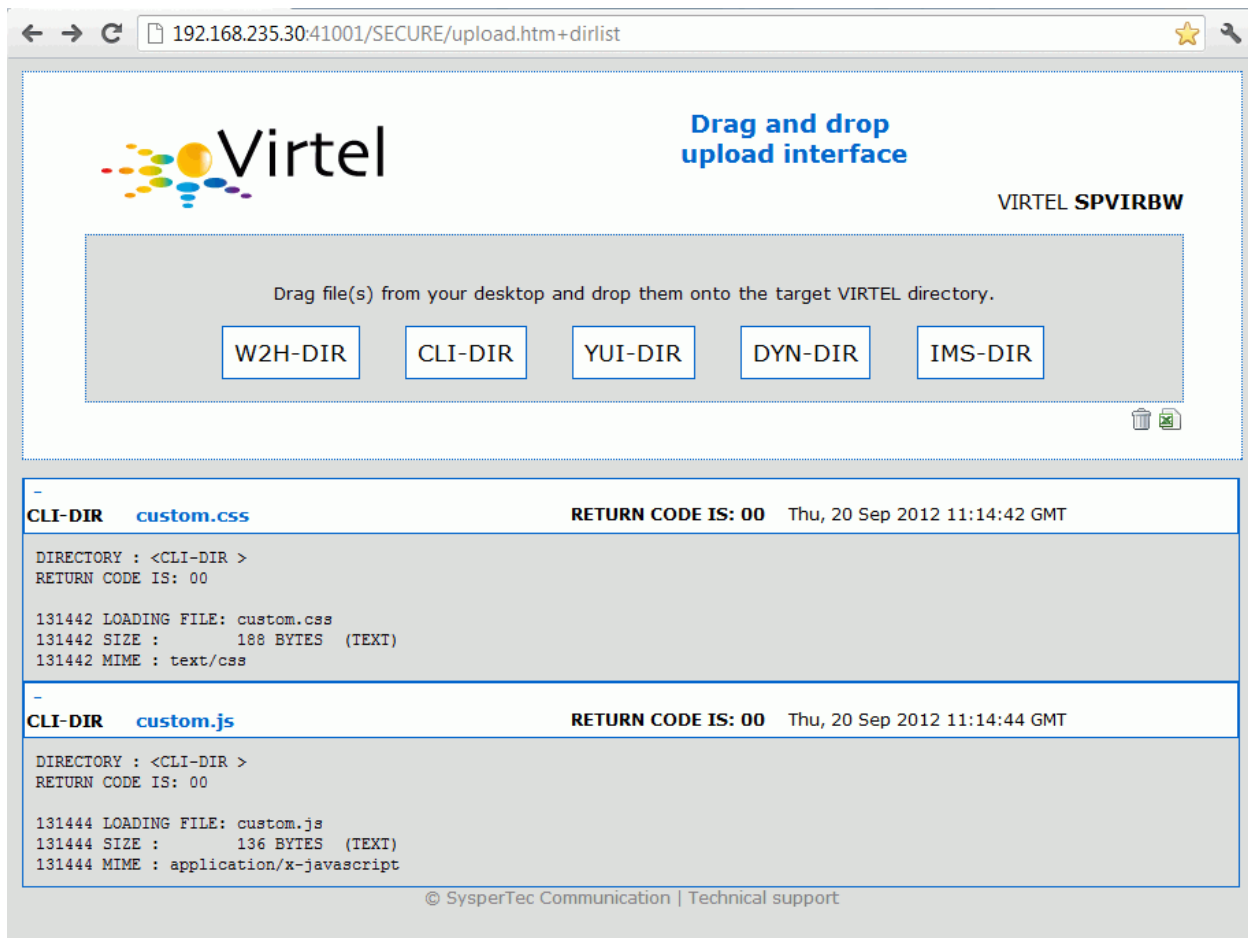 192.168.235.30:41001/SECURE/upload.htm+dirlist
Virtel
Drag and drop
upload interface
VIRTEL SPVIRBW
Drag file(s) from your desktop and drop them onto the target VIRTEL directory.
W2H-DIR CLI-DIR YUI-DIR DYN-DIR IMS-DIR
–
CLI-DIR custom.css RETURN CODE IS: 00 Thu, 20 Sep 2012 11:14:42 GMT
DIRECTORY : <CLI-DIR >
RETURN CODE IS: 00
131442 LOADING FILE: custom.css
131442 SIZE : 188 BYTES (TEXT)
131442 MIME : text/css
–
CLI-DIR custom.js RETURN CODE IS: 00 Thu, 20 Sep 2012 11:14:44 GMT
DIRECTORY : <CLI-DIR >
RETURN CODE IS: 00
131444 LOADING FILE: custom.js
131444 SIZE : 136 BYTES (TEXT)
131444 MIME : application/x-javascript
© SysperTec Communication | Technical support